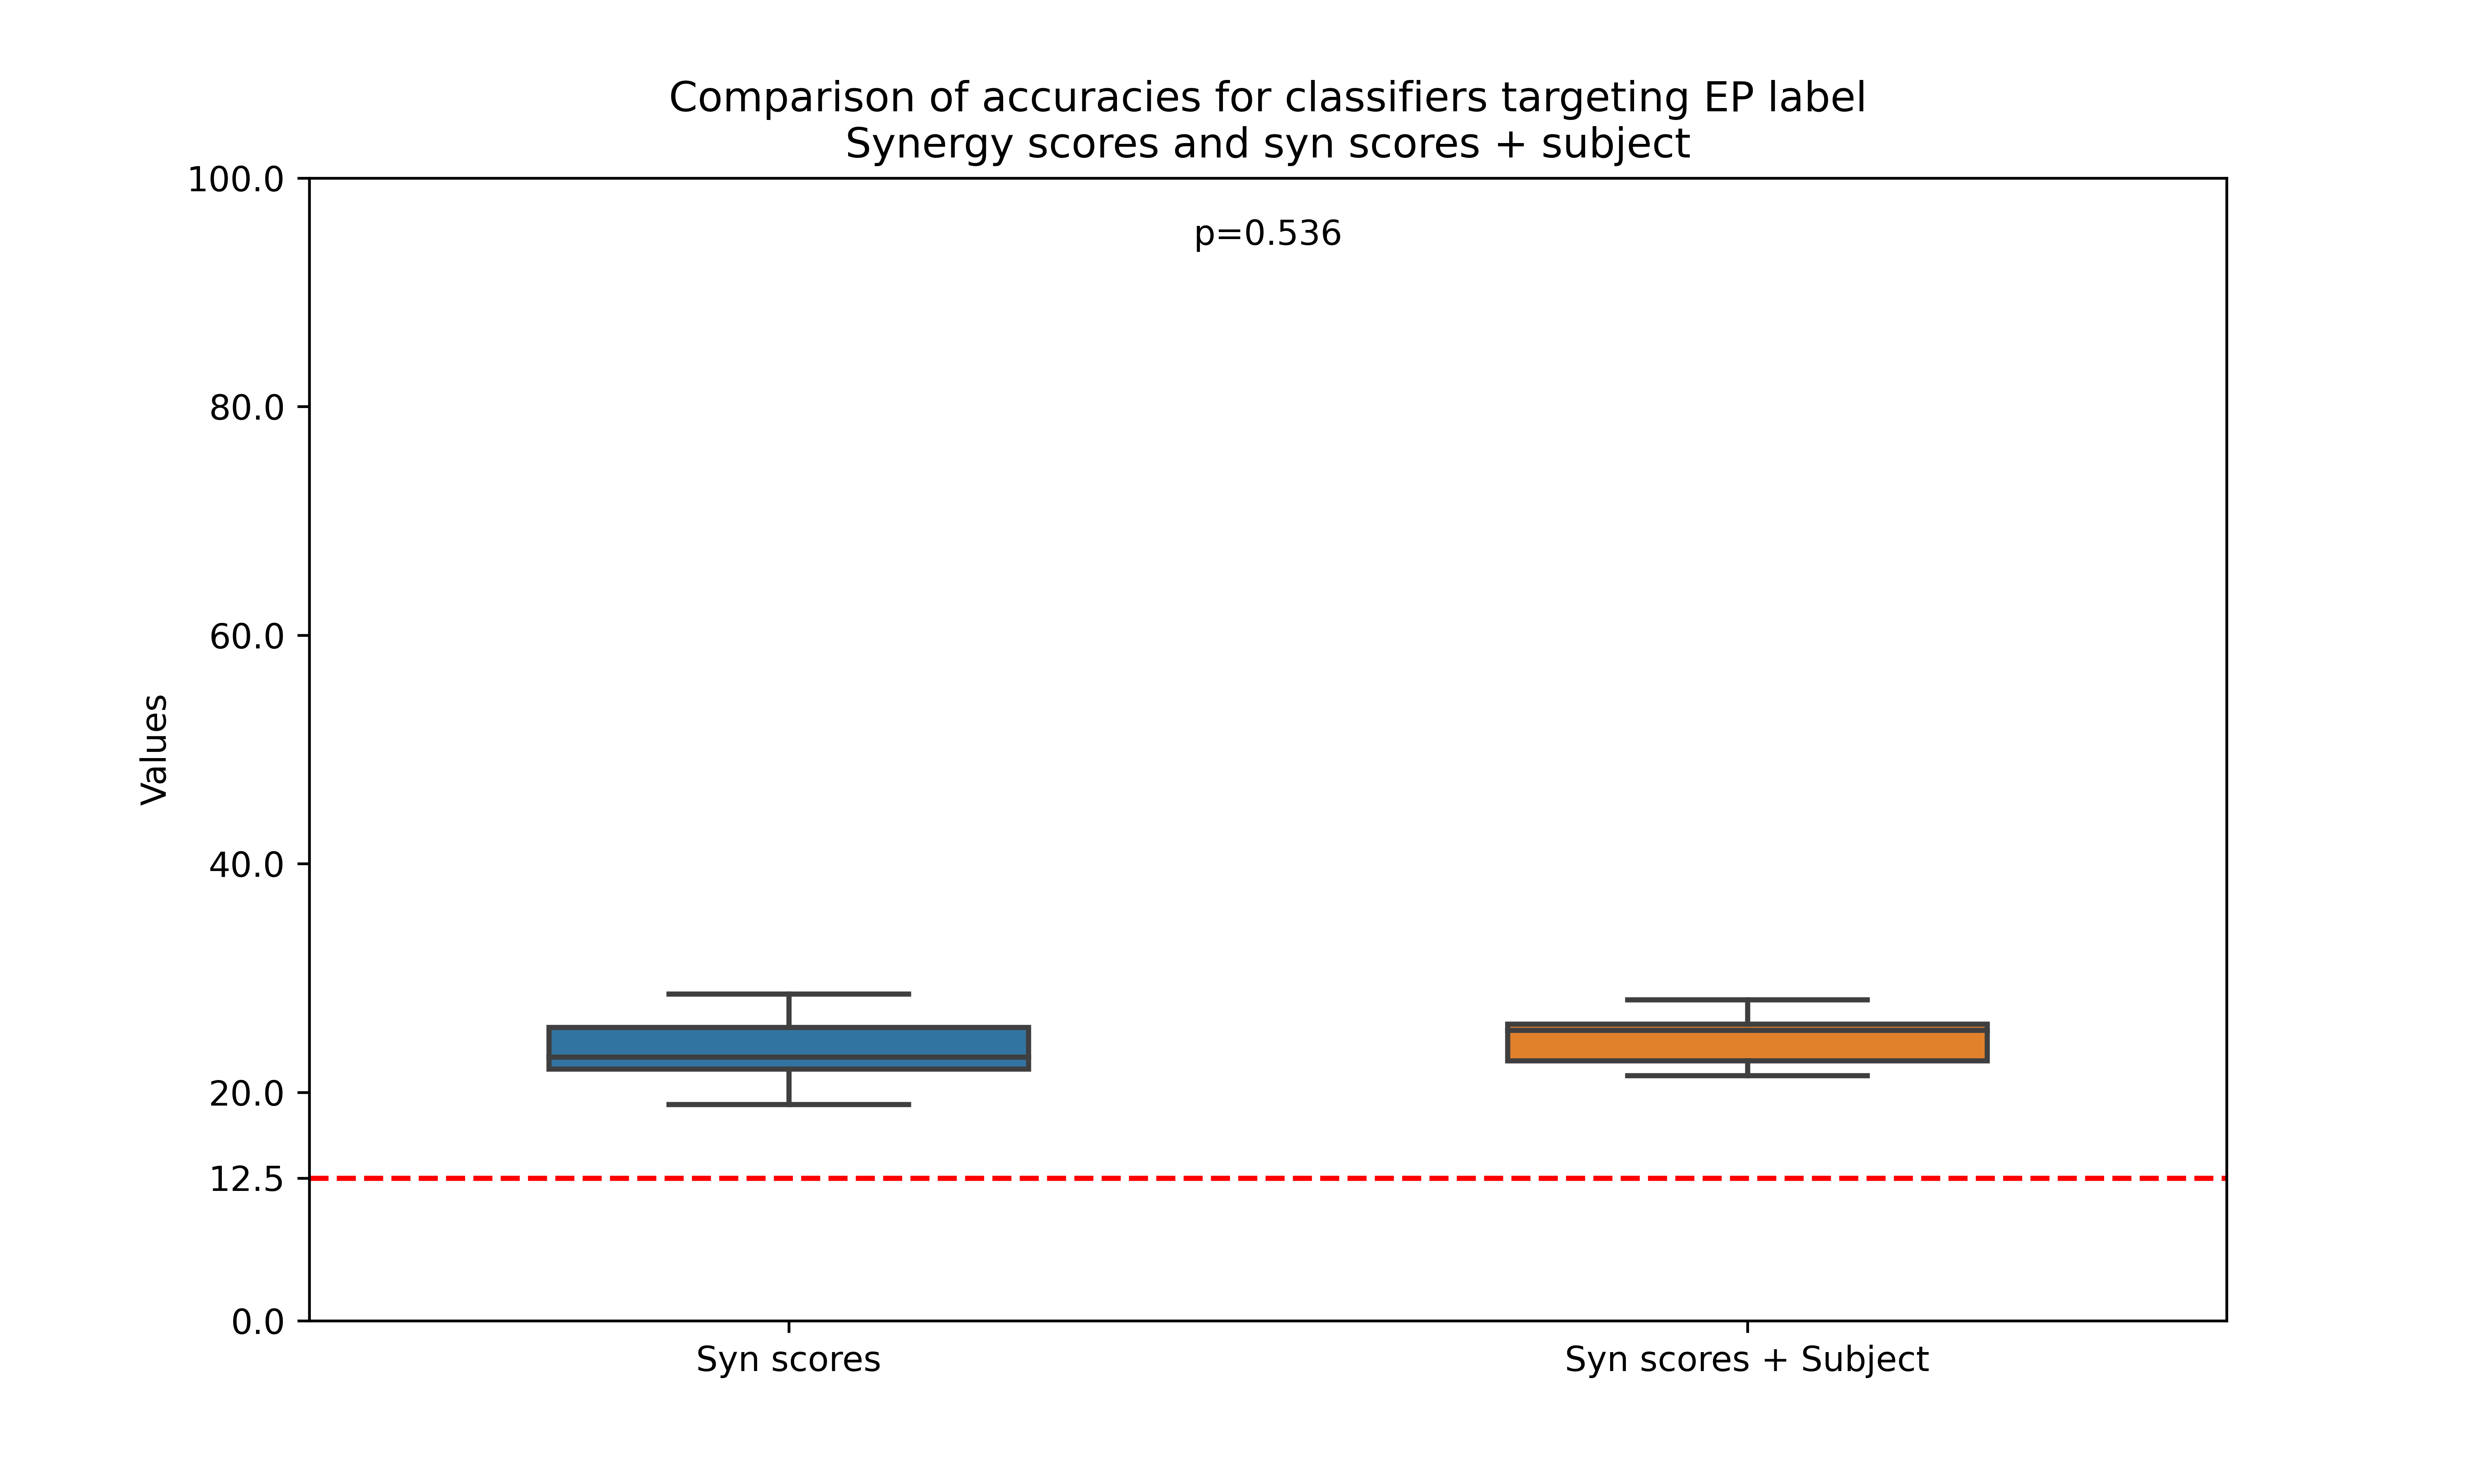 Comparison of accuracies for classifiers targeting EP label
Synergy scores and syn scores + subject
100.0
p=0.536
80.0
60.0
Values
40.0
20.0
12.5
0.0
Syn scores
Syn scores + Subject